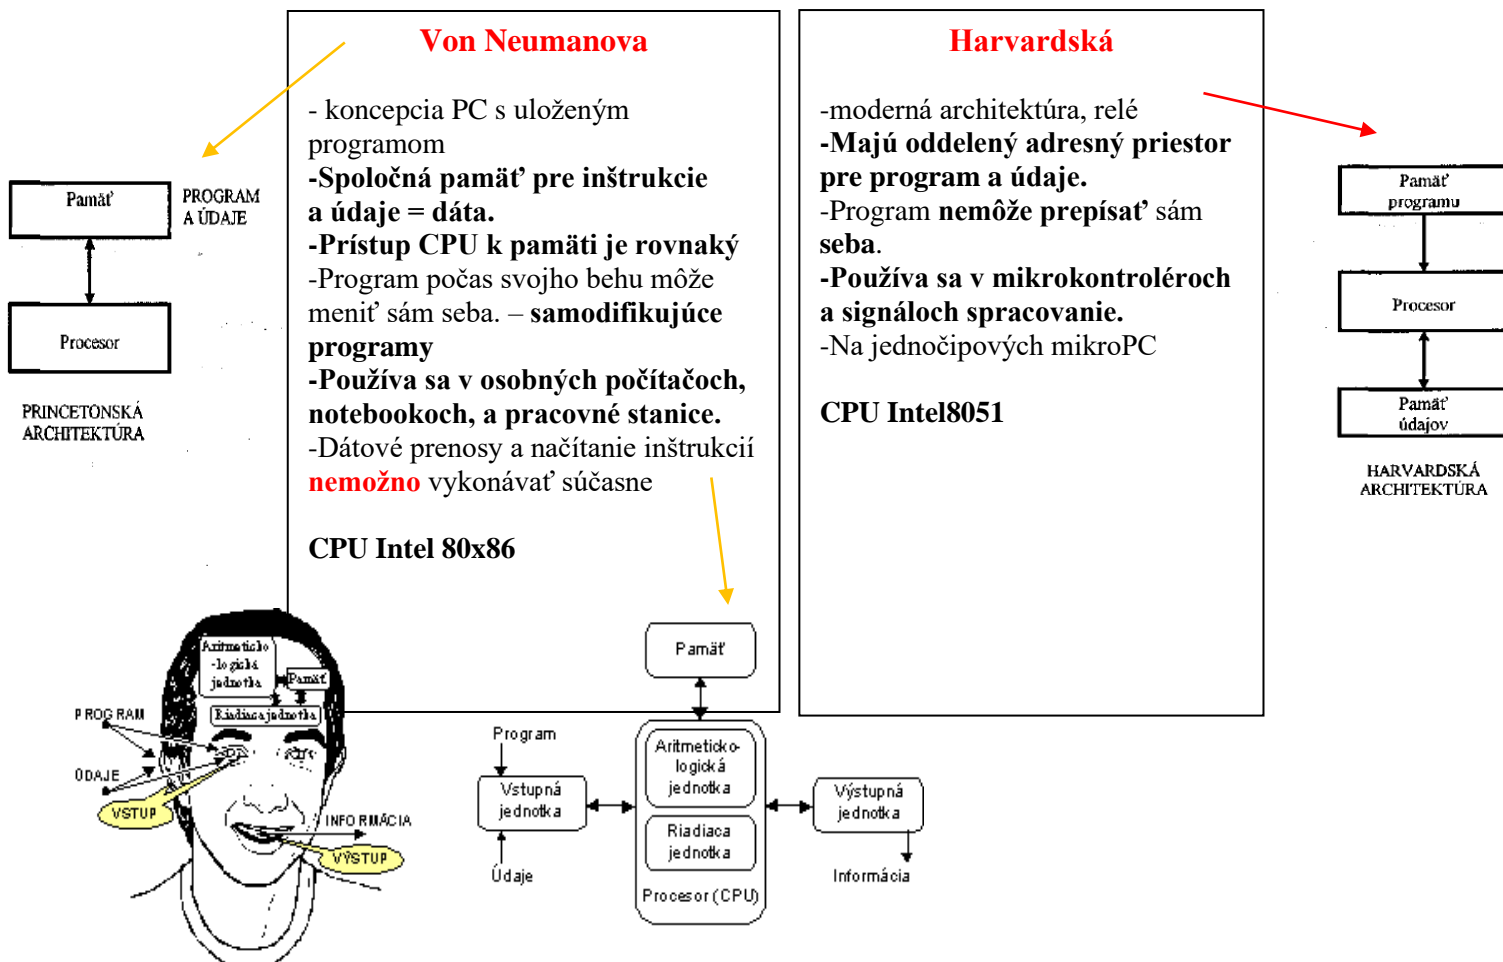 Von Neumanova
- koncepcia PC s uloženým
programom
-Spoločná pamäť pre inštrukcie
a údaje = dáta.
-Prístup CPU k pamäti je rovnaký
-Program počas svojho behu môže
meniť sám seba. – samodifikujúce
programy
-Používa sa v osobných počítačoch,
notebookoch, a pracovné stanice.
-Dátové prenosy a načítanie inštrukcií
nemožno vykonávať súčasne
CPU Intel 80x86
Harvardská
-moderná architektúra, relé
-Majú oddelený adresný priestor
pre program a údaje.
-Program nemôže prepísať sám
seba.
-Používa sa v mikrokontroléroch
a signáloch spracovanie.
-Na jednočipových mikroPC
CPU Intel8051
Pamäť
PROGRAM
A ÚDAJE
Procesor
PRINCETONSKÁ
ARCHITEKTÚRA
Pamäť
programu
Procesor
Pamäť
údajov
HARVARDSKÁ
ARCHITEKTÚRA
Aritmeticko
-logická
jednotka
Pamäť
Riadiaca jednotka
PROGRAM
ÚDAJE
VSTUP
INFORMÁCIA
VÝSTUP
Pamäť
Program
Vstupná
jednotka
Údaje
Aritmeticko-
logická
jednotka
Riadiaca
jednotka
Procesor (CPU)
Výstupná
jednotka
Informácia